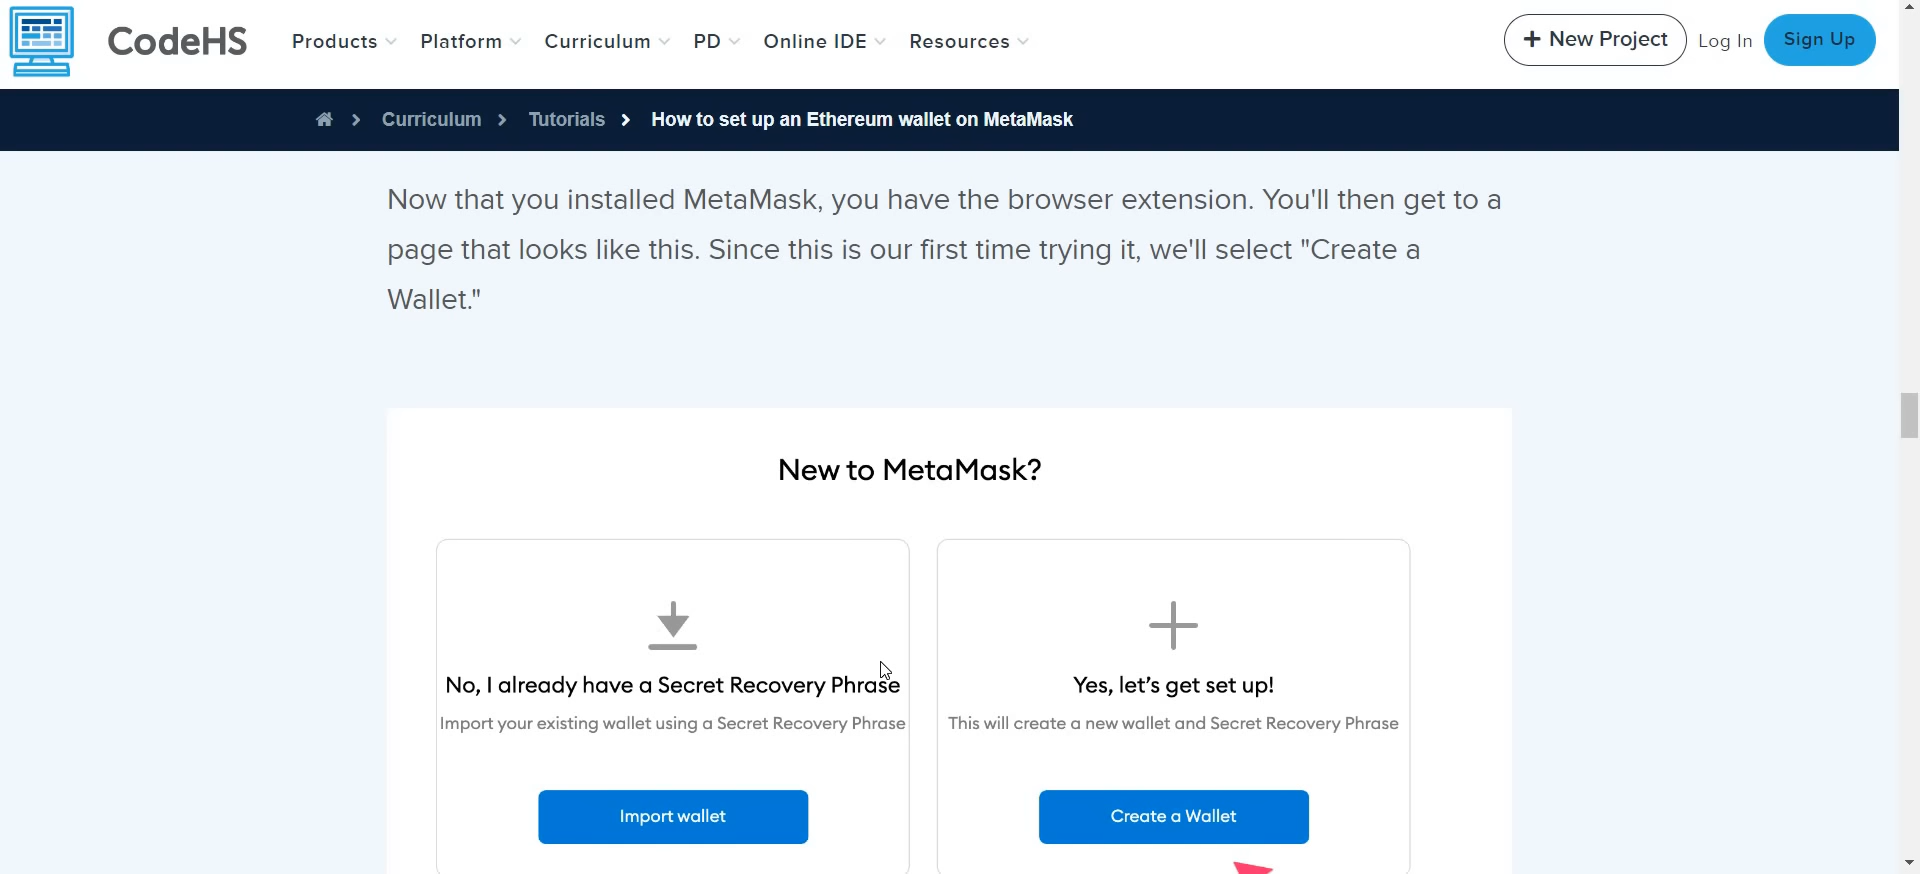 CodeHS
Products Platform Curriculum PD Online IDE Resources
+ New Project Log In Sign Up
Curriculum Tutorials How to set up an Ethereum wallet on MetaMask
Now that you installed MetaMask, you have the browser extension. You'll then get to a
page that looks like this. Since this is our first time trying it, we'll select "Create a
Wallet."
New to MetaMask?
No, I already have a Secret Recovery Phrase
Import your existing wallet using a Secret Recovery Phrase
Import wallet
Yes, let’s get set up!
This will create a new wallet and Secret Recovery Phrase
Create a Wallet